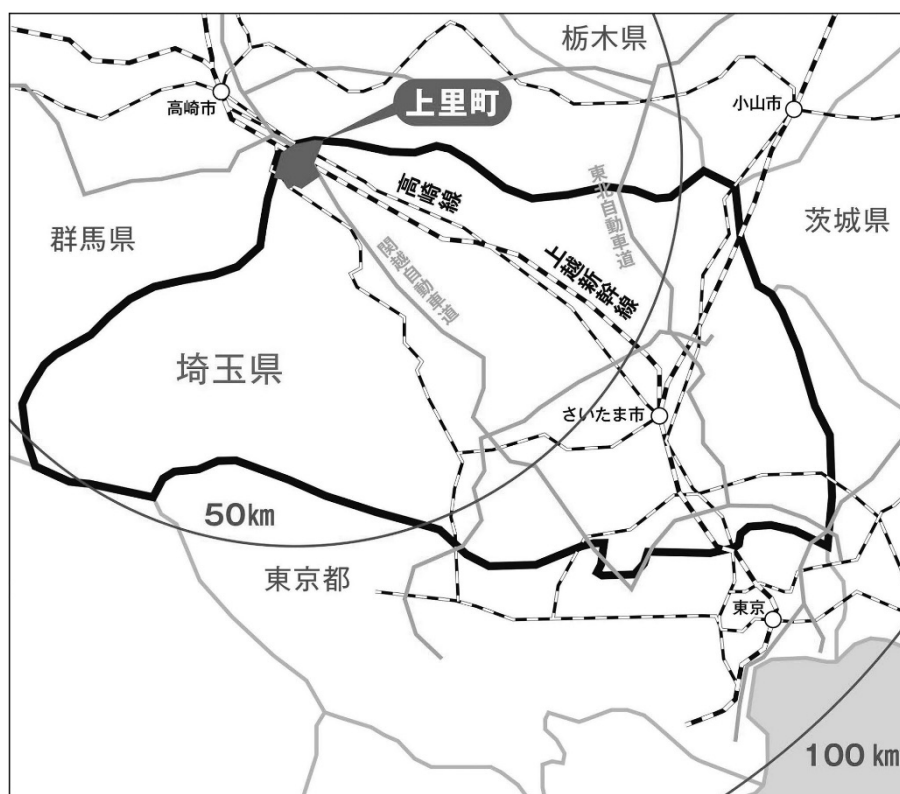 栃木県
高崎市
上里町
小山市
高崎線
東北自動車道
茨城県
群馬県
関越自動車道
上越新幹線
埼玉県
さいたま市
50km
東京都
東京
100km